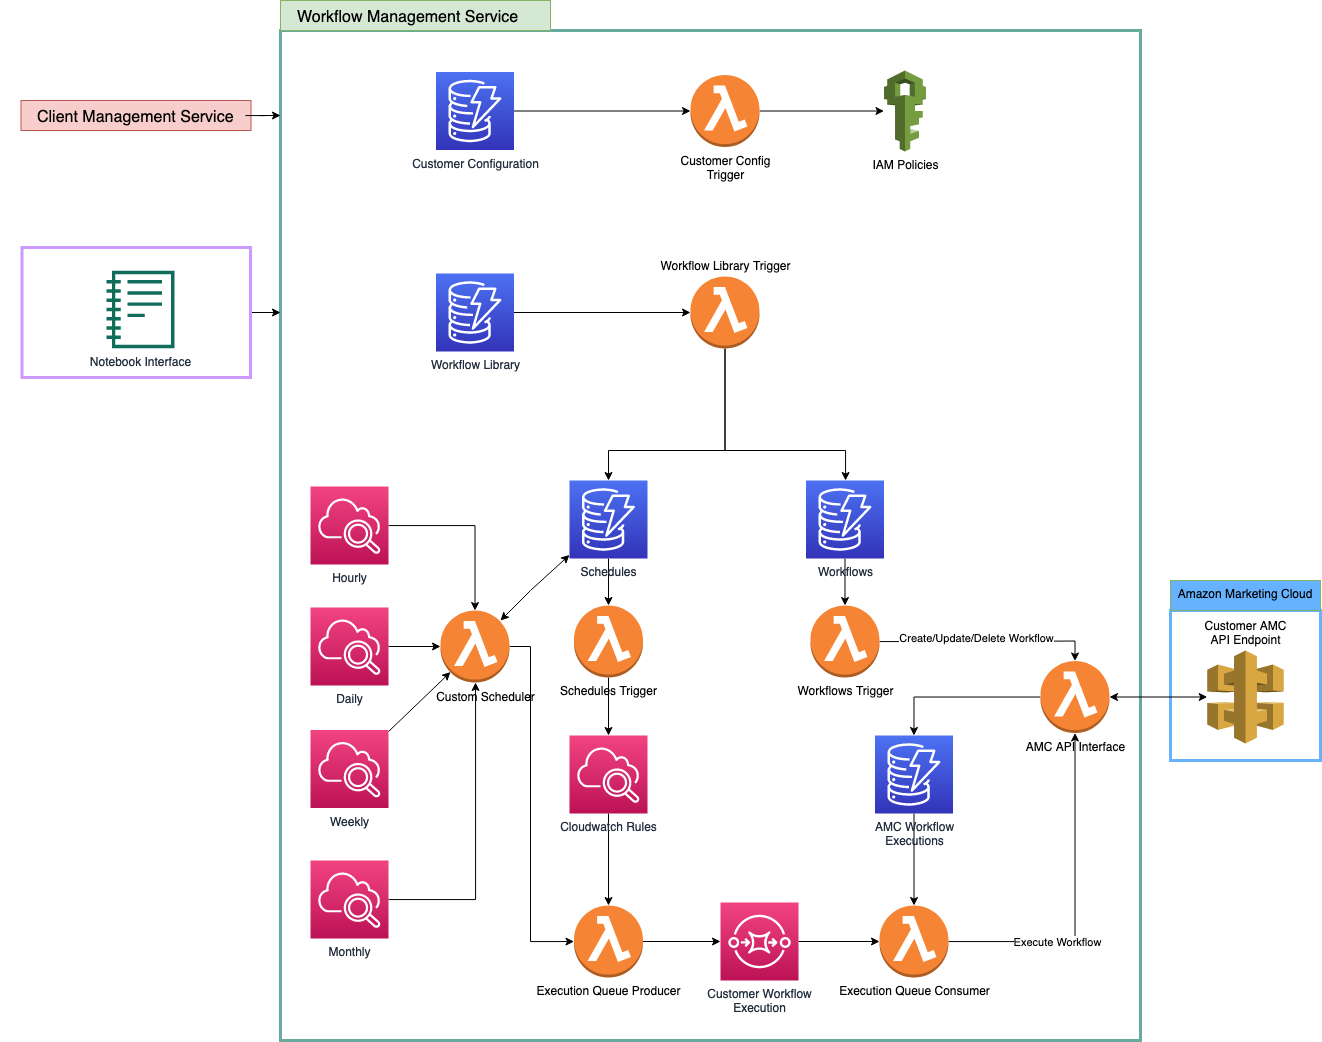 Workflow Management Service
Client Management Service
Customer Configuration
Customer Config
Trigger
IAM Policies
Notebook Interface
Workflow Library Trigger
Workflow Library
Hourly
Schedules
Workflows
Amazon Marketing Cloud
Customer AMC
API Endpoint
Create/Update/Delete Workflow
Daily
Custom Scheduler
Schedules Trigger
Workflows Trigger
AMC API Interface
Weekly
Cloudwatch Rules
AMC Workflow
Executions
Monthly
Execute Workflow
Execution Queue Producer
Customer Workflow
Execution
Execution Queue Consumer